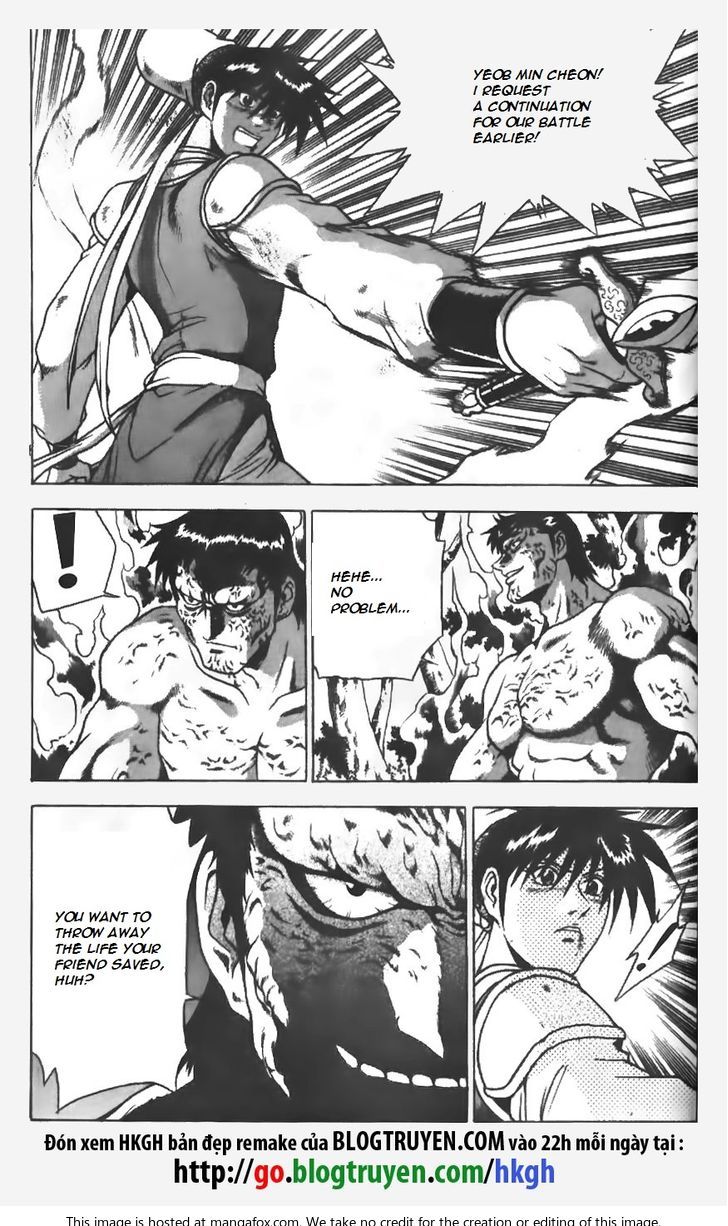 YEOB MIN CHEON!
I REQUEST
A CONTINUATION
FOR OUR BATTLE
EARLIER!
!
HEHE...
NO
PROBLEM...
YOU WANT TO
THROW AWAY
THE LIFE YOUR
FRIEND SAVED,
HUH?
!
Đón xem HKGH bản đẹp remake của BLOGTRUYEN.COM vào 22h mỗi ngày tại :
http://go.blogtruyen.com/hkgh
This image is hosted at mangafox.com. We take no credit for the creation or editing of this image.